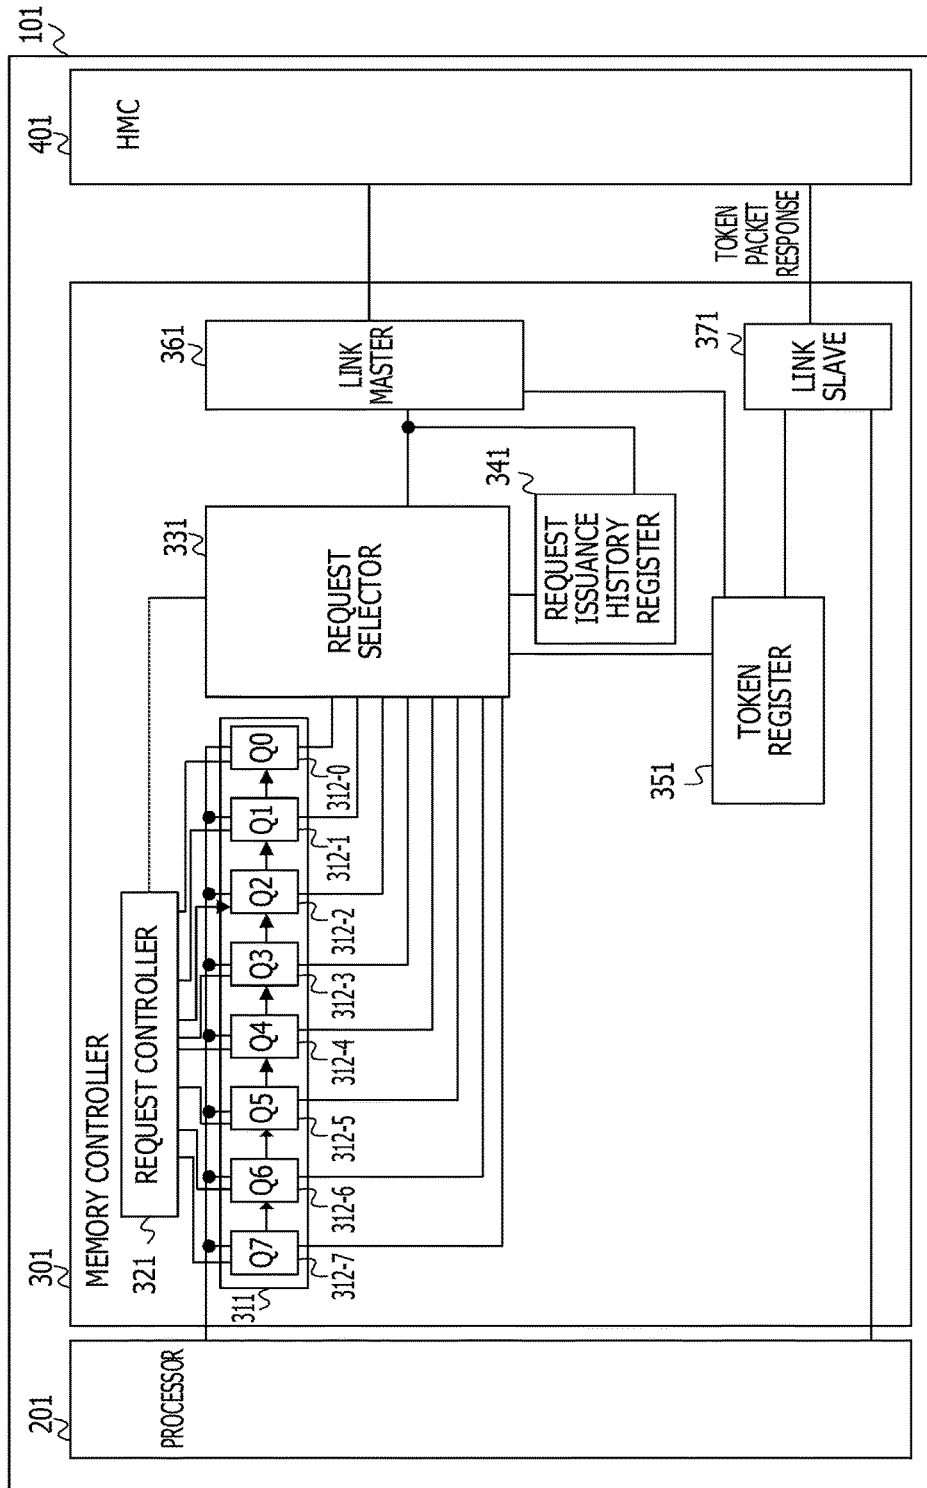 101
201
PROCESSOR
301
MEMORY CONTROLLER
321
REQUEST CONTROLLER
311
Q7
Q6
Q5
Q4
Q3
Q2
Q1
Q0
312-7
312-6
312-5
312-4
312-3
312-2
312-1
312-0
331
REQUEST
SELECTOR
341
REQUEST
ISSUANCE
HISTORY
REGISTER
351
TOKEN
REGISTER
361
LINK
MASTER
371
LINK
SLAVE
TOKEN
PACKET
RESPONSE
401
HMC